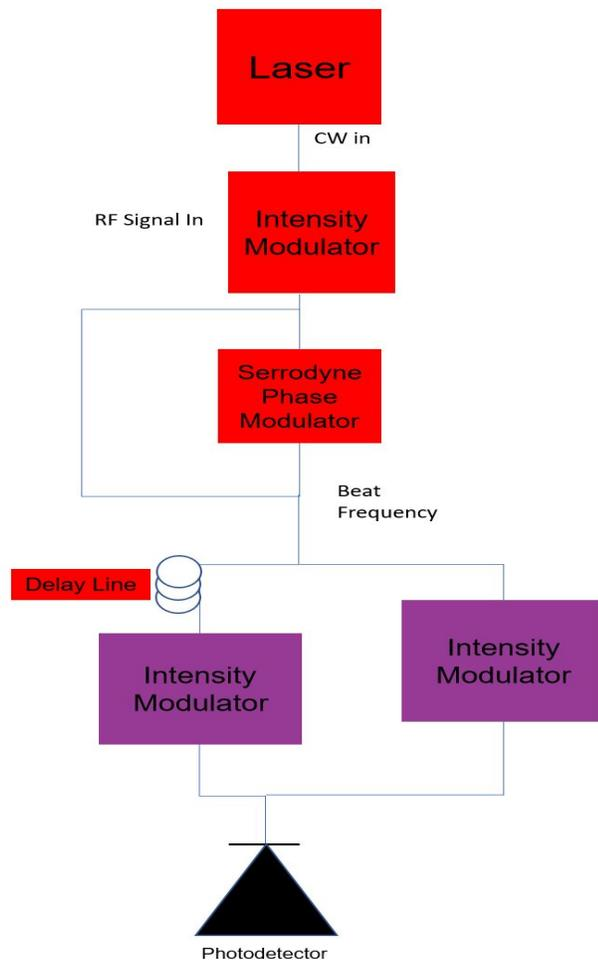 Laser
CW in
RF Signal In
Intensity
Modulator
Serrodyne
Phase
Modulator
Beat
Frequency
Delay Line
Intensity
Modulator
Intensity
Modulator
Photodetector